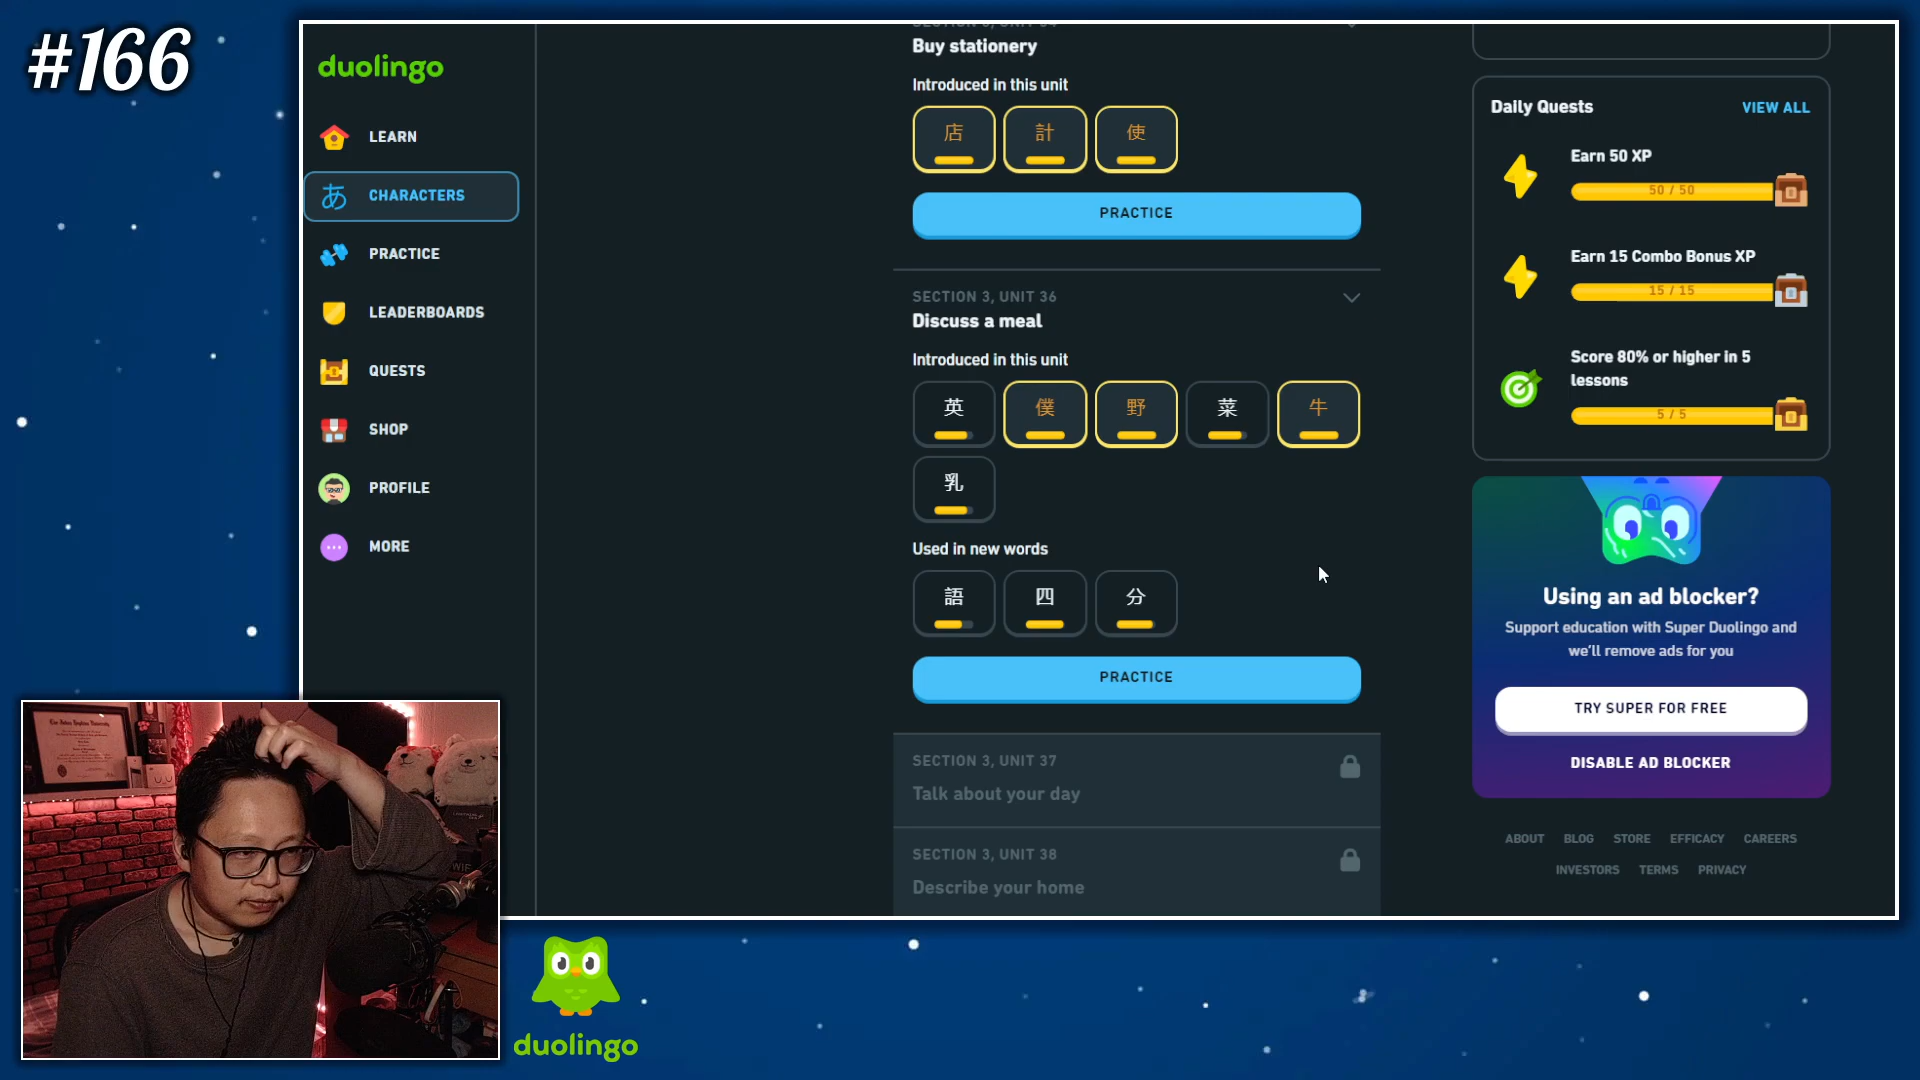 #166
duolingo
LEARN
CHARACTERS
PRACTICE
LEADERBOARDS
QUESTS
SHOP
PROFILE
MORE
Buy stationery
Introduced in this unit
店 計 使
PRACTICE
SECTION 3, UNIT 36
Discuss a meal
Introduced in this unit
英 僕 野 菜 牛
乳
Used in new words
語 四 分
PRACTICE
SECTION 3, UNIT 37
Talk about your day
SECTION 3, UNIT 38
Describe your home
Daily Quests VIEW ALL
Earn 50 XP
50 / 50
Earn 15 Combo Bonus XP
15 / 15
Score 80% or higher in 5
lessons
5 / 5
Using an ad blocker?
Support education with Super Duolingo and
we'll remove ads for you
TRY SUPER FOR FREE
DISABLE AD BLOCKER
ABOUT BLOG STORE EFFICACY CAREERS
INVESTORS TERMS PRIVACY
duolingo